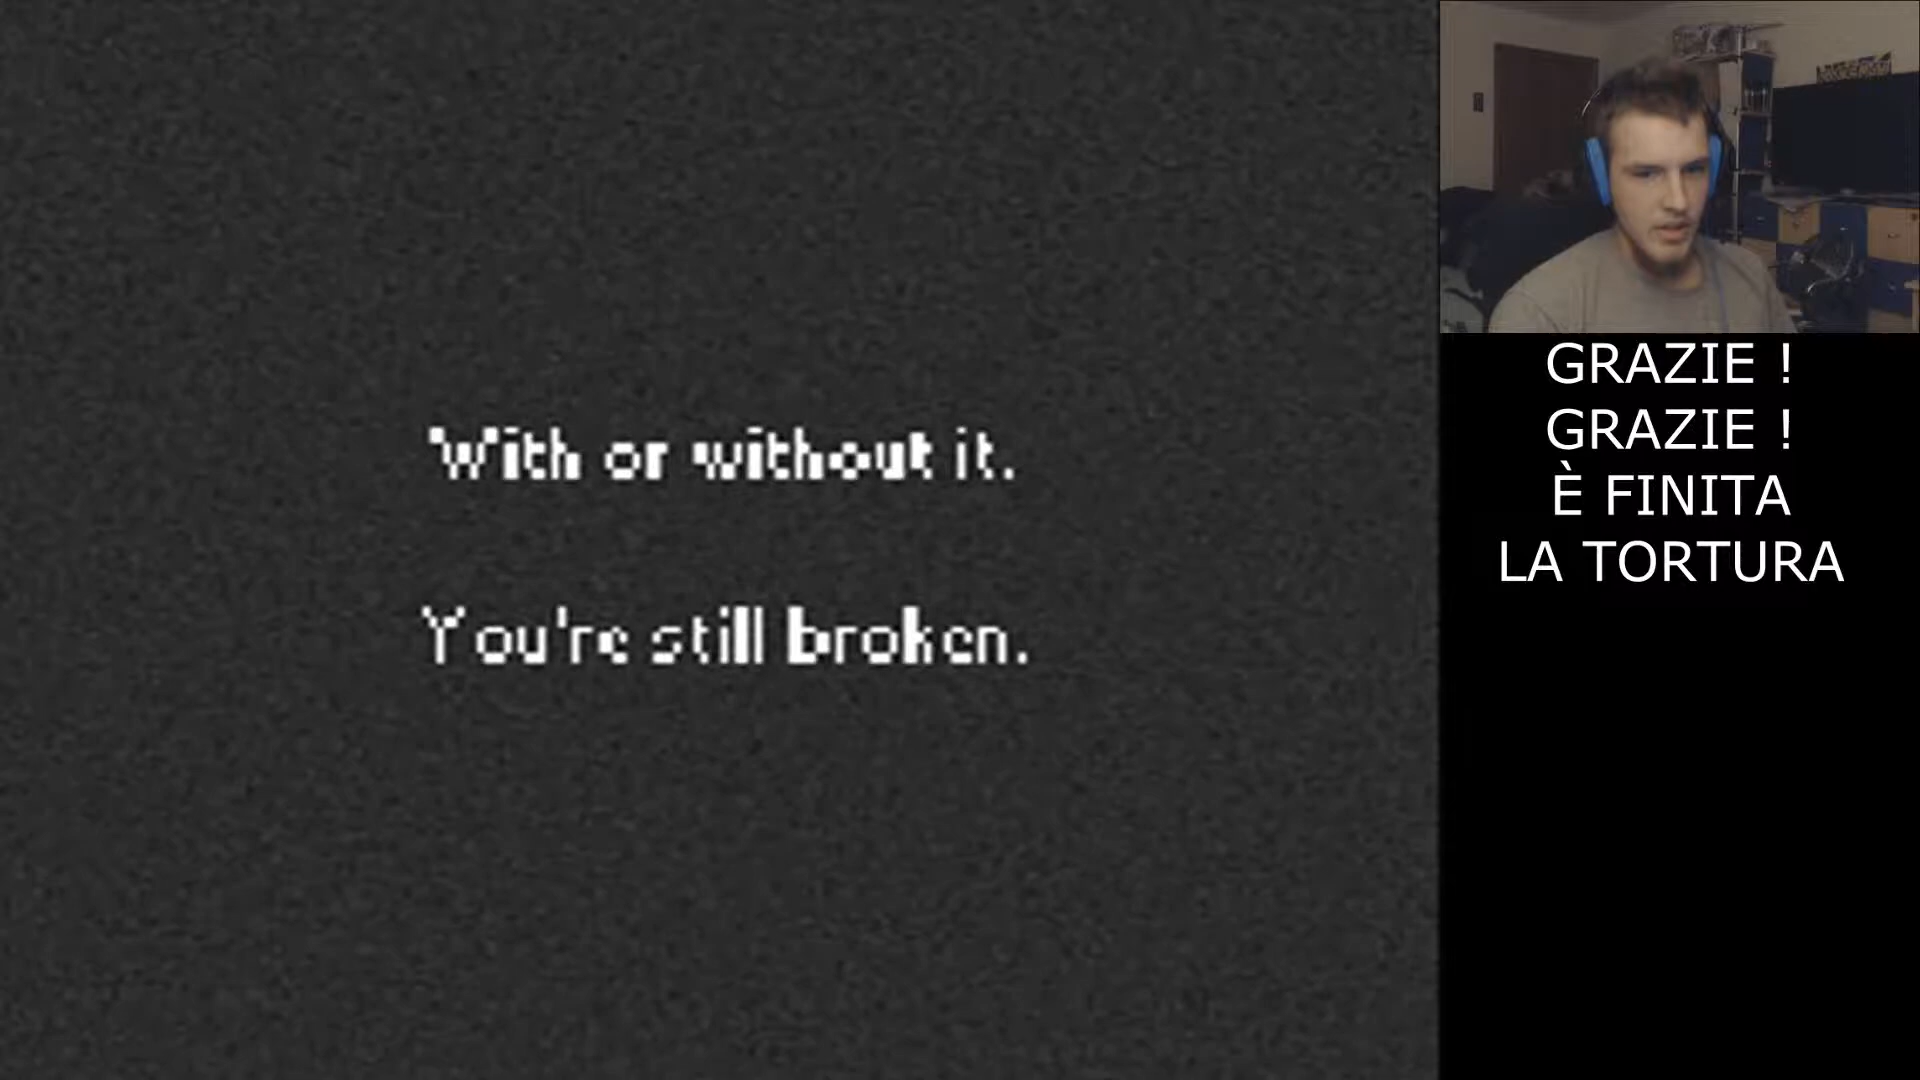 With or without it.
You're still broken.
GRAZIE !
GRAZIE !
È FINITA
LA TORTURA